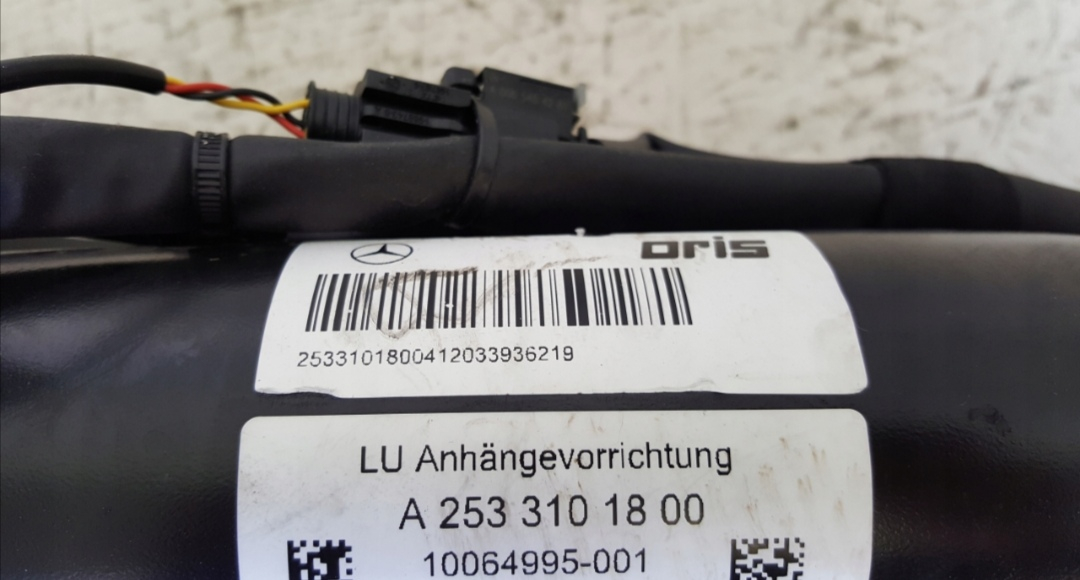 oris
2533101800412033936219
LU Anhängevorrichtung
A 253 310 18 00
10064995-001